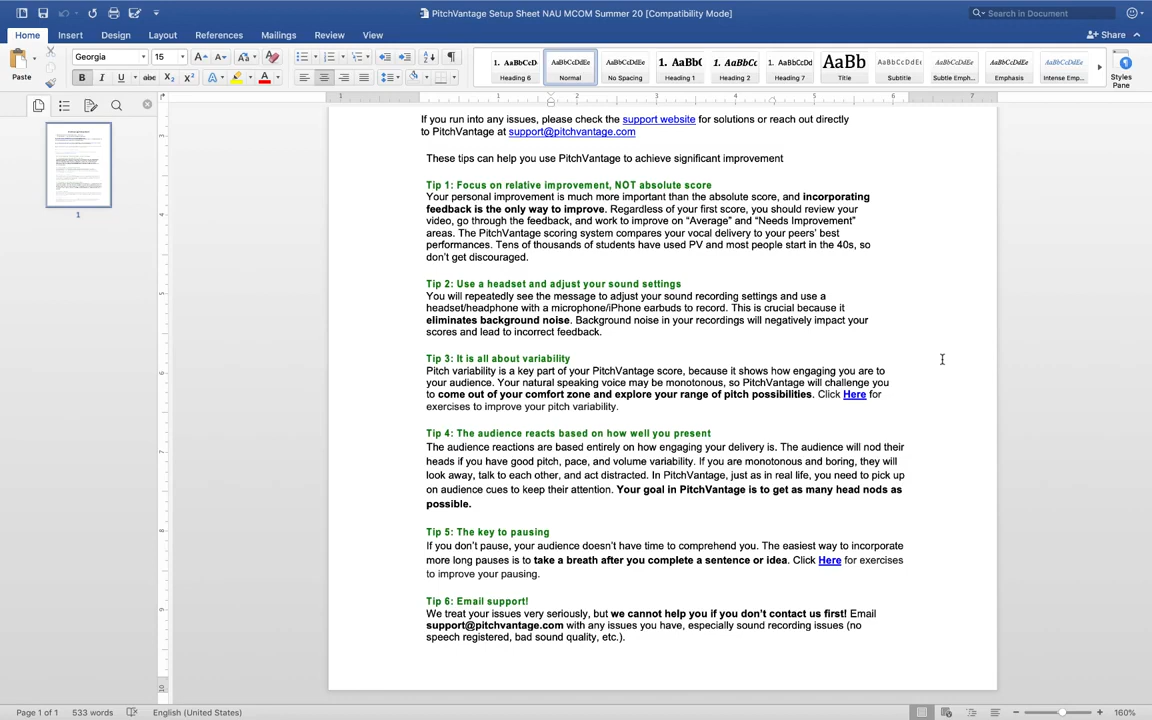 PitchVantage Setup Sheet NAU MCOM Summer 20 [Compatibility Mode]
Search in Document
Home Insert Design Layout References Mailings Review View
Share
Georgia 15
Paste
B I U abc X2 X2 A A
1. AaBbCcD AaBbCcDdEe AaBbCcDdEe 1. AaBb( 1. AaBbCc 1. AaBbCcDd AaBb AaBbCcDdEe AaBbCcDdEe AaBbCcDdEe AaBbCcDdEe
Heading 6 Normal No Spacing Heading 1 Heading 2 Heading 7 Title Subtitle Subtle Emph... Emphasis Intense Emp...
Styles
Pane
1 1 2 3 4 5 6 7
If you run into any issues, please check the support website for solutions or reach out directly
to PitchVantage at support@pitchvantage.com
These tips can help you use PitchVantage to achieve significant improvement
Tip 1: Focus on relative improvement, NOT absolute score
Your personal improvement is much more important than the absolute score, and incorporating
feedback is the only way to improve. Regardless of your first score, you should review your
video, go through the feedback, and work to improve on “Average” and “Needs Improvement”
areas. The PitchVantage scoring system compares your vocal delivery to your peers’ best
performances. Tens of thousands of students have used PV and most people start in the 40s, so
don’t get discouraged.
Tip 2: Use a headset and adjust your sound settings
You will repeatedly see the message to adjust your sound recording settings and use a
headset/headphone with a microphone/iPhone earbuds to record. This is crucial because it
eliminates background noise. Background noise in your recordings will negatively impact your
scores and lead to incorrect feedback.
Tip 3: It is all about variability
Pitch variability is a key part of your PitchVantage score, because it shows how engaging you are to
your audience. Your natural speaking voice may be monotonous, so PitchVantage will challenge you
to come out of your comfort zone and explore your range of pitch possibilities. Click Here for
exercises to improve your pitch variability.
Tip 4: The audience reacts based on how well you present
The audience reactions are based entirely on how engaging your delivery is. The audience will nod their
heads if you have good pitch, pace, and volume variability. If you are monotonous and boring, they will
look away, talk to each other, and act distracted. In PitchVantage, just as in real life, you need to pick up
on audience cues to keep their attention. Your goal in PitchVantage is to get as many head nods as
possible.
Tip 5: The key to pausing
If you don’t pause, your audience doesn’t have time to comprehend you. The easiest way to incorporate
more long pauses is to take a breath after you complete a sentence or idea. Click Here for exercises
to improve your pausing.
Tip 6: Email support!
We treat your issues very seriously, but we cannot help you if you don’t contact us first! Email
support@pitchvantage.com with any issues you have, especially sound recording issues (no
speech registered, bad sound quality, etc.).
1
Page 1 of 1 533 words English (United States) 160%